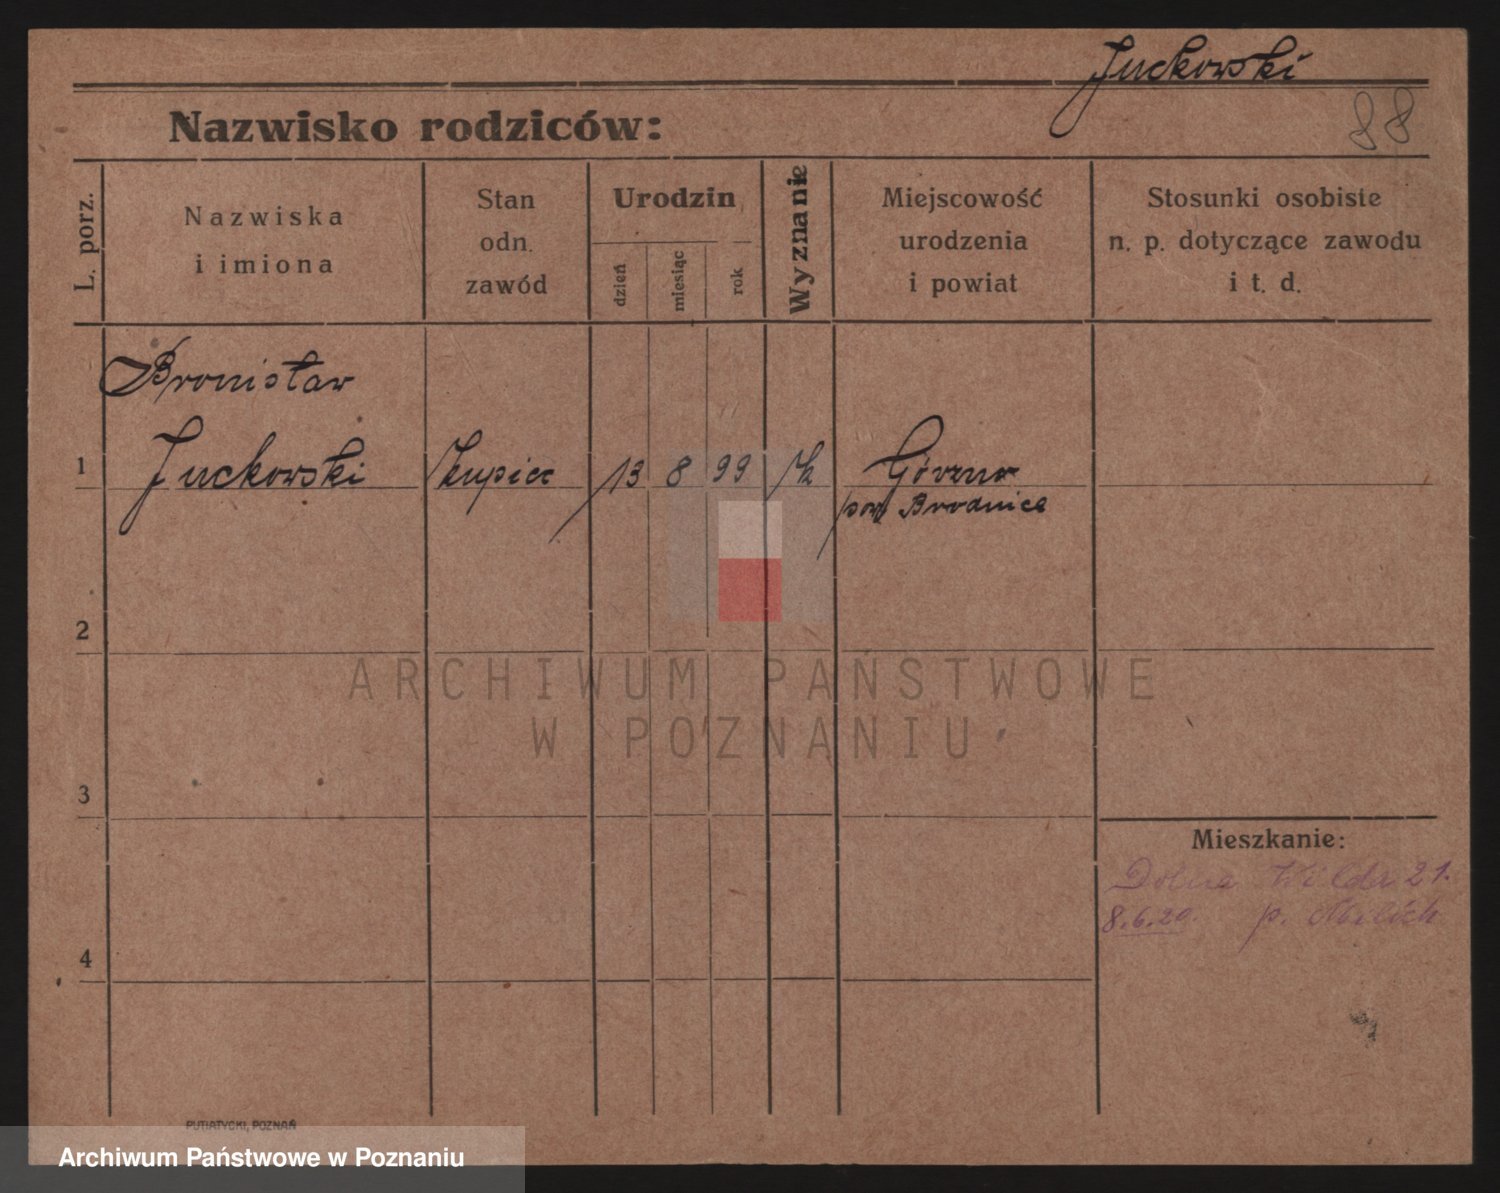 Juckowski
88
Nazwisko rodziców:
L. porz.
Nazwiska
i imiona
Stan
odn.
zawód
Urodzin
dzień
miesiąc
rok
Wyznanie
Miejscowość
urodzenia
i powiat
Stosunki osobiste
n. p. dotyczące zawodu
i t. d.
Bronisław
1 Juckowski kupiec 13 8 99 rk Górzno
pow Brodnica
2
ARCHIWUM PAŃSTWOWE
W POZNANIU
3
Mieszkanie:
Dolna Wilda 21.
8.6.29. p.
4
PUTIATYCKI, POZNAŃ
Archiwum Państwowe w Poznaniu